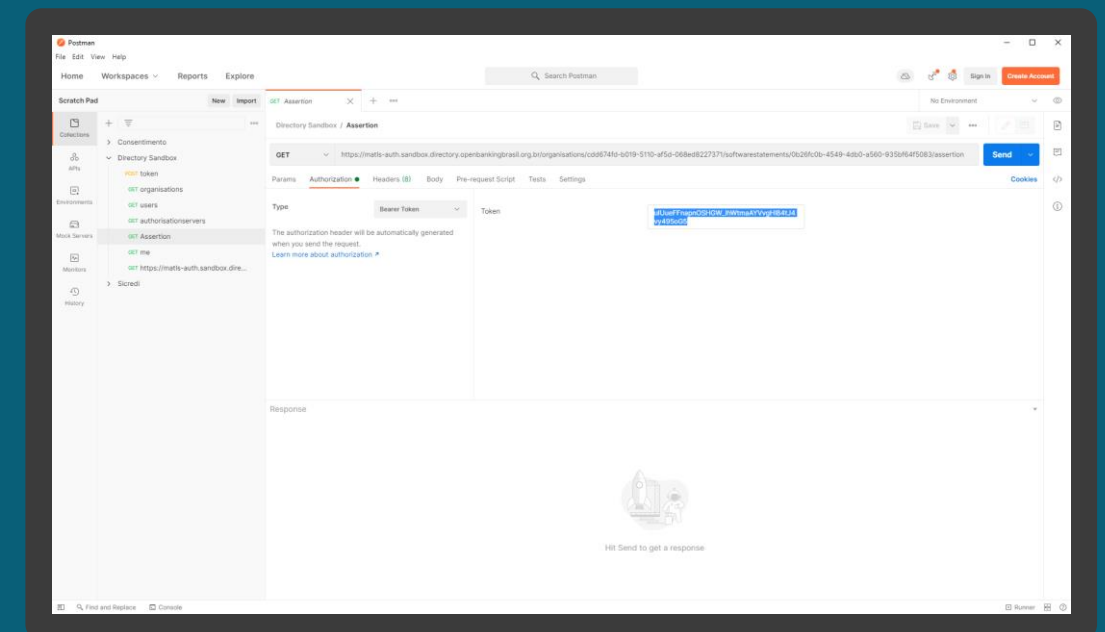 Postman
File Edit View Help
Home Workspaces Reports Explore Search Postman Sign In Create Account
Scratch Pad New Import GET Assertion No Environment
Collections
APIs
Environments
Mock Servers
Monitors
History
Consentimento
Directory Sandbox
POST token
GET organisations
GET users
GET authorisationservers
GET Assertion
GET me
GET https://matls-auth.sandbox.dire...
Sicredi
Directory Sandbox / Assertion Save
GET https://matls-auth.sandbox.directory.openbankingbrasil.org.br/organisations/cdd674fd-b019-5110-af5d-068ed8227371/softwarestatements/0b26fc0b-4549-4db0-a560-935bf64f5083/assertion Send
Params Authorization Headers (8) Body Pre-request Script Tests Settings Cookies
Type Bearer Token Token
The authorization header will be automatically generated
when you send the request.
Learn more about authorization
Response
Hit Send to get a response
Find and Replace Console Runner